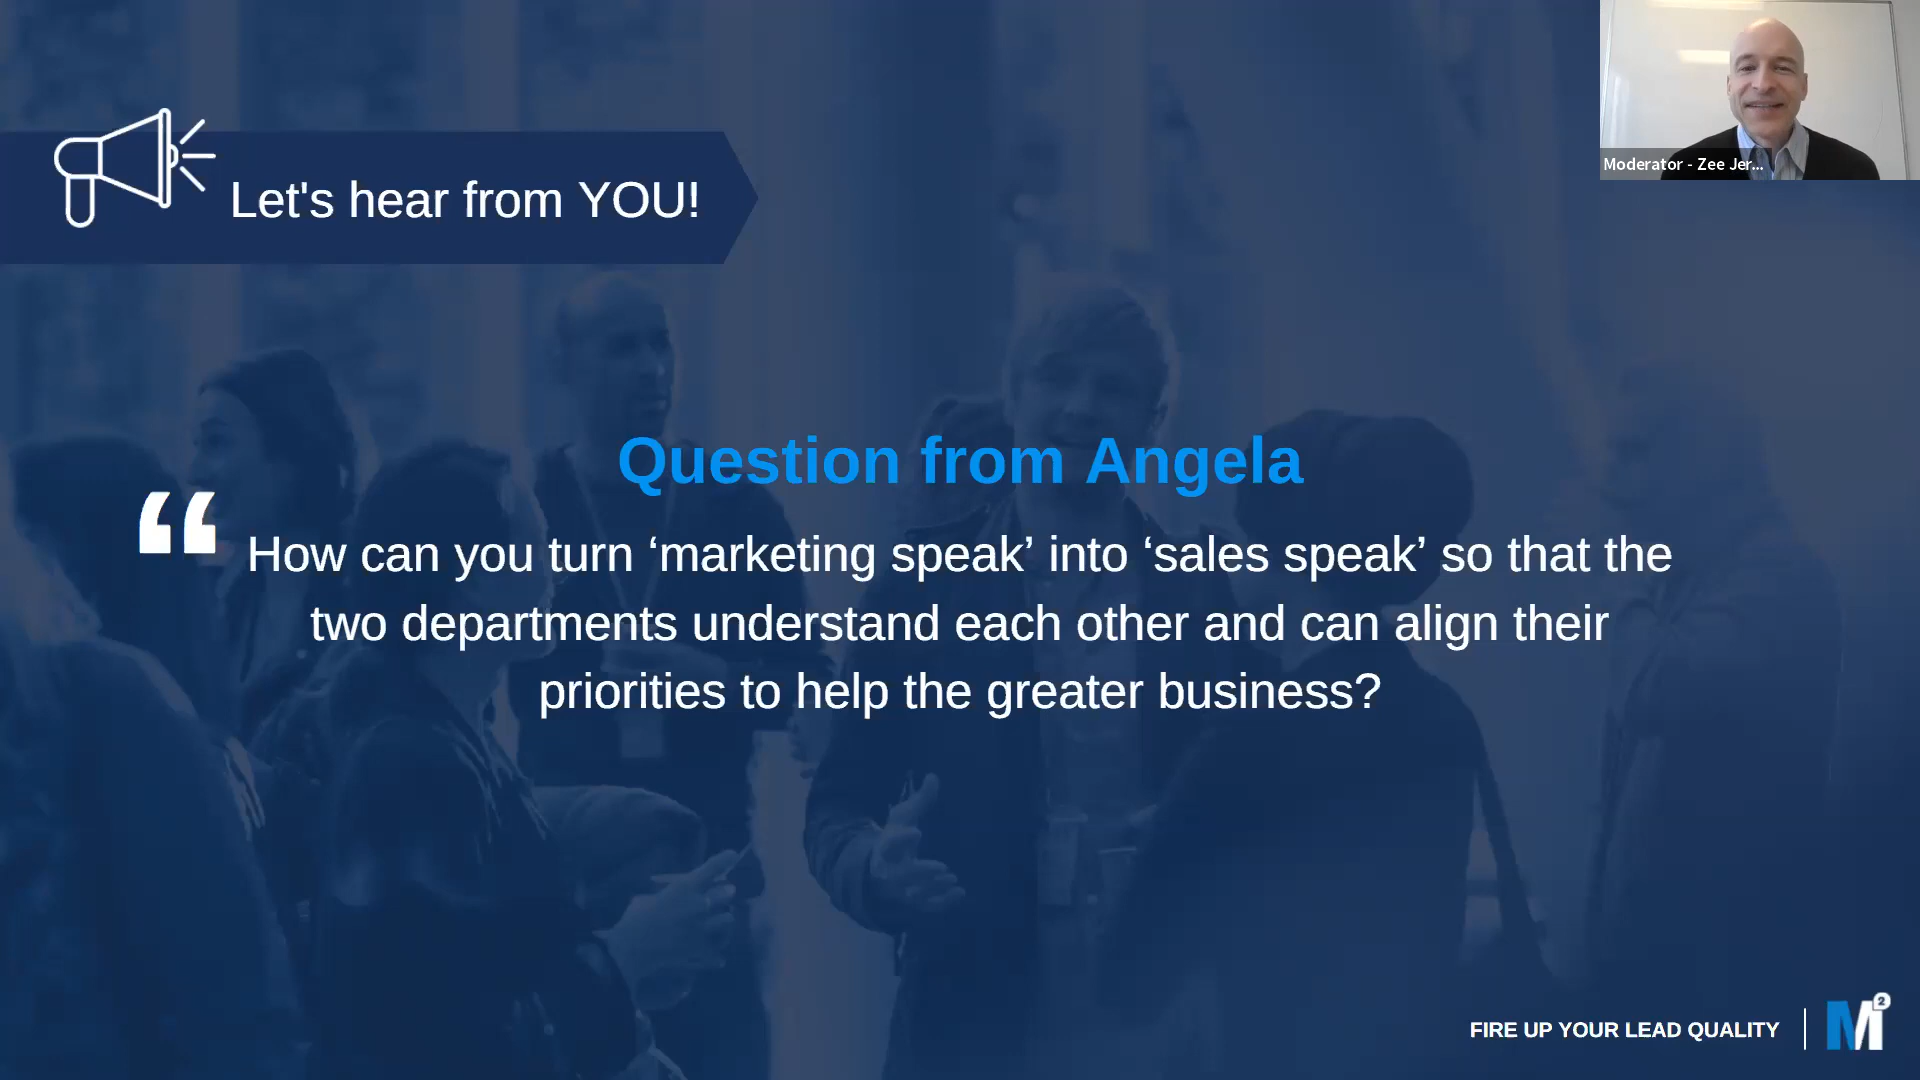 Moderator - Zee Jer...
Let's hear from YOU!
Question from Angela
“
How can you turn ‘marketing speak’ into ‘sales speak’ so that the
two departments understand each other and can align their
priorities to help the greater business?
FIRE UP YOUR LEAD QUALITY
M2